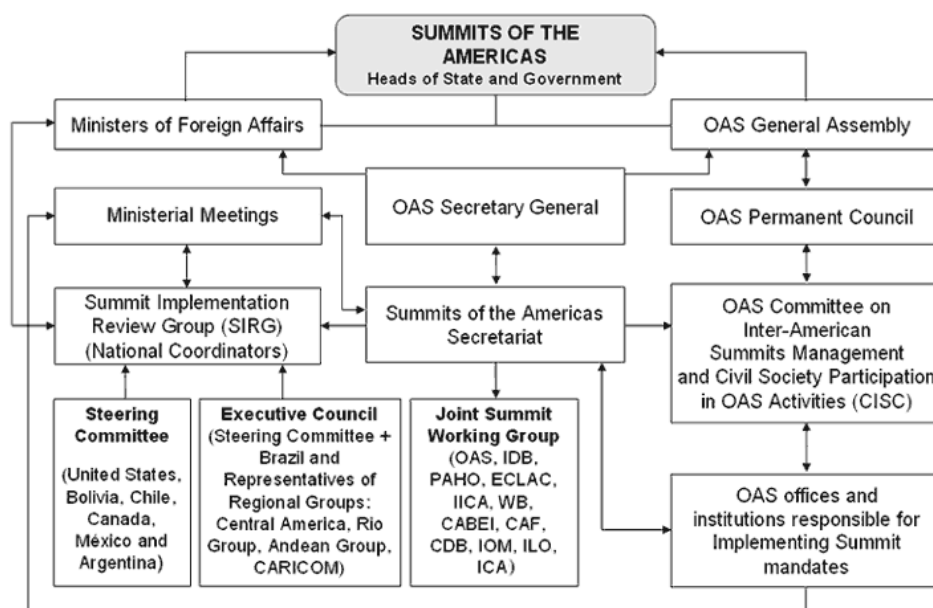 SUMMITS OF THE
AMERICAS
Heads of State and Government
Ministers of Foreign Affairs
OAS General Assembly
Ministerial Meetings
OAS Secretary General
OAS Permanent Council
Summit Implementation
Review Group (SIRG)
(National Coordinators)
Summits of the Americas
Secretariat
OAS Committee on
Inter-American
Summits Management
and Civil Society Participation
in OAS Activities (CISC)
Steering
Committee
(United States,
Bolivia, Chile,
Canada,
México and
Argentina)
Executive Council
(Steering Committee +
Brazil and
Representatives of
Regional Groups:
Central America, Rio
Group, Andean Group,
CARICOM)
Joint Summit
Working Group
(OAS, IDB,
PAHO, ECLAC,
IICA, WB,
CABEI, CAF,
CDB, IOM, ILO,
ICA)
OAS offices and
institutions responsible for
Implementing Summit
mandates